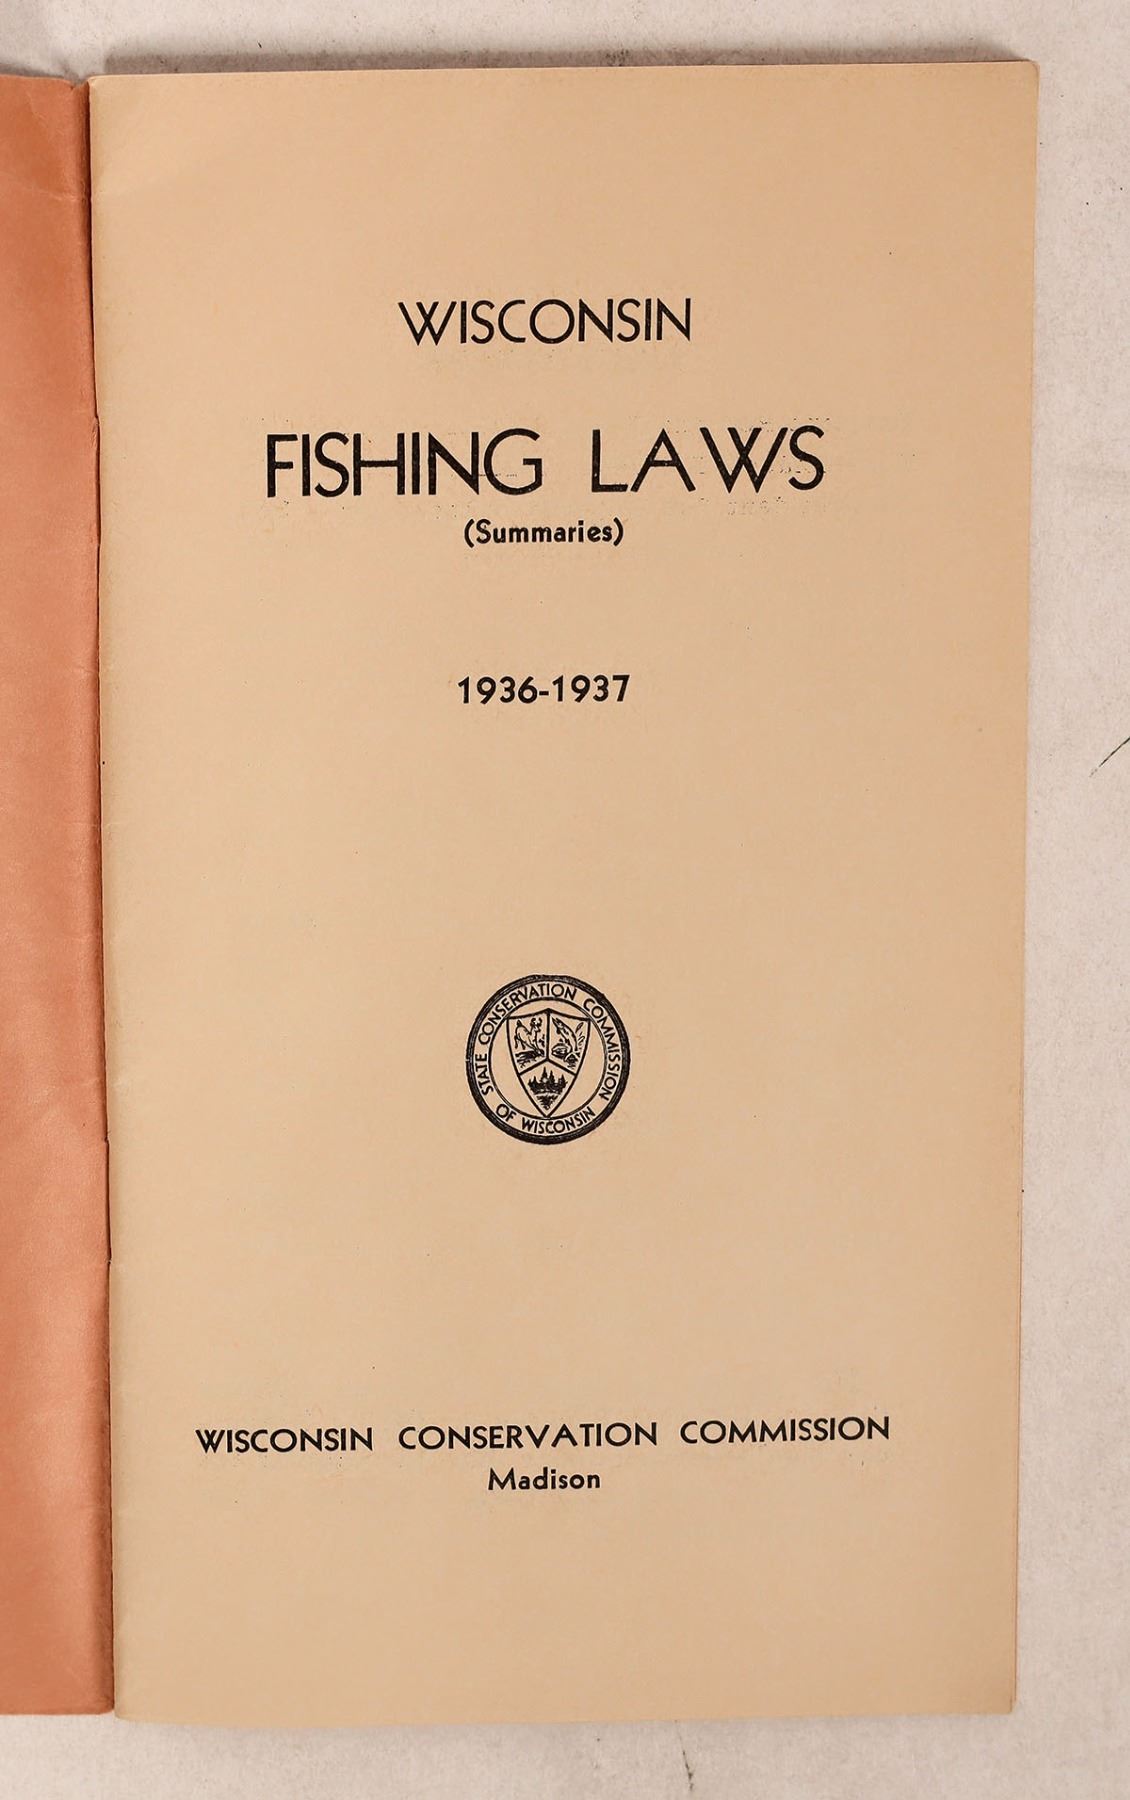 WISCONSIN
FISHING LAWS
(Summaries)
1936-1937
STATE CONSERVATION COMMISSION
OF WISCONSIN
WISCONSIN CONSERVATION COMMISSION
Madison